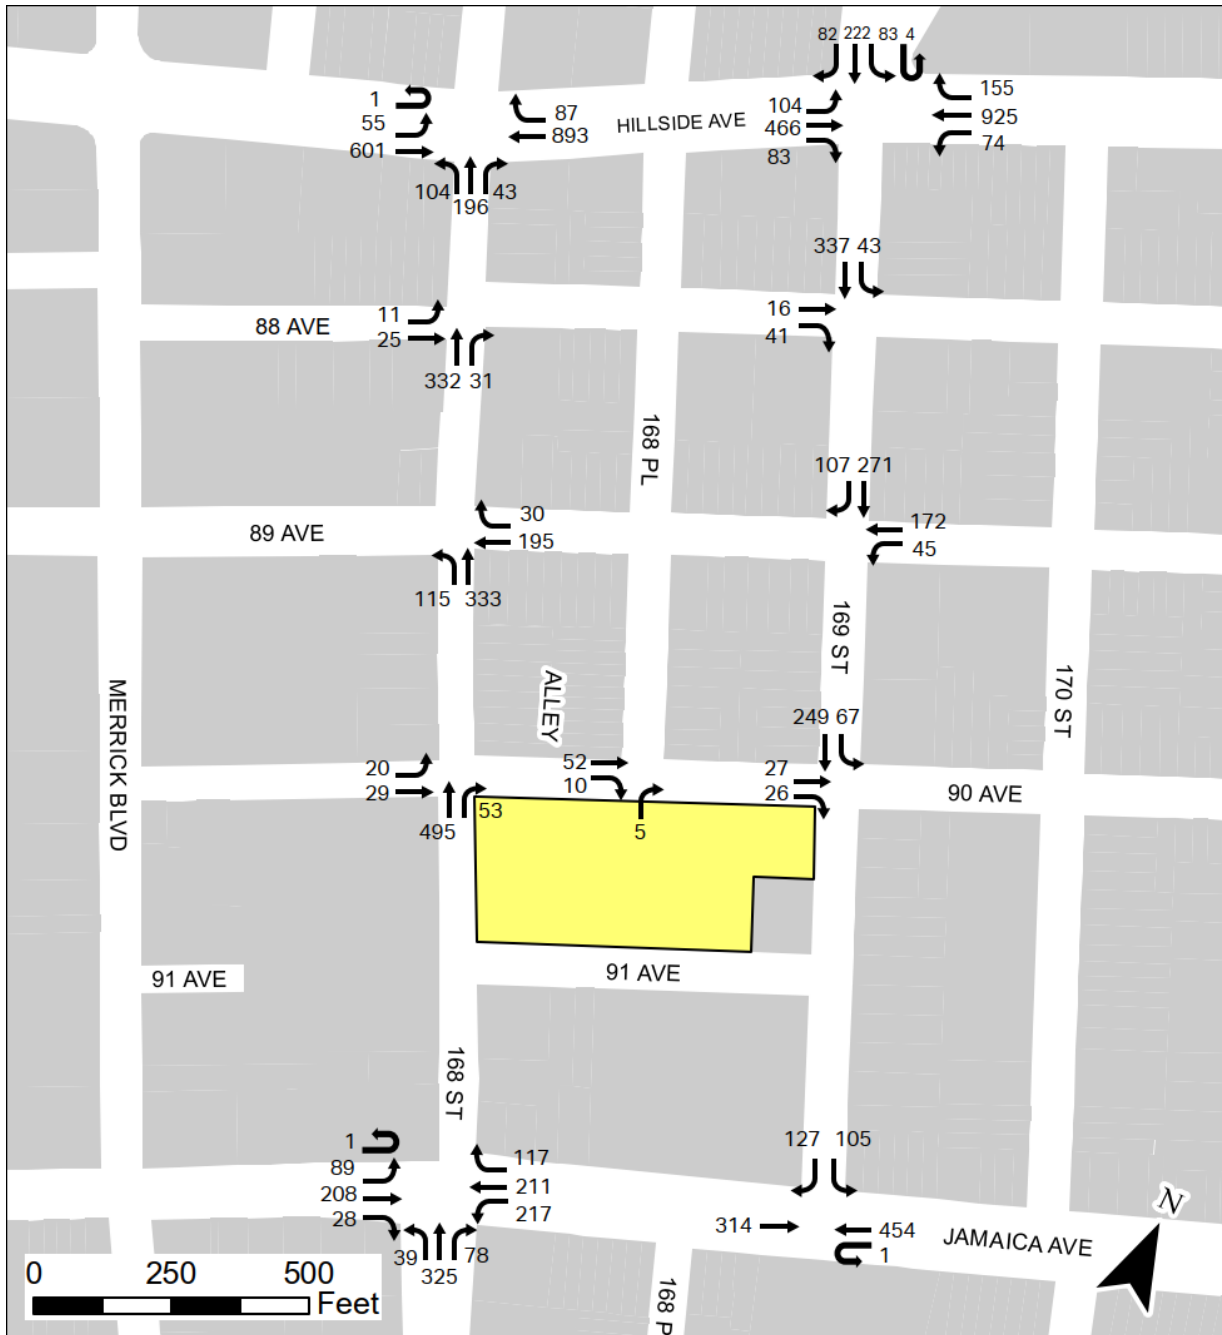 82 222 83 4
1
55
601
87
893
HILLSIDE AVE
104
466
83
155
925
74
104 196 43
337 43
11
25
88 AVE
16
41
332 31
168 PL
107 271
30
195
89 AVE
172
45
115 333
169 ST
170 ST
MERRICK BLVD
ALLEY
249 67
20
29
52
10
27
26
90 AVE
495 53
5
91 AVE
91 AVE
168 ST
1
89
208
28
117
211
217
127 105
314
454
1
JAMAICA AVE
N
39 325 78
168 P
0 250 500
Feet